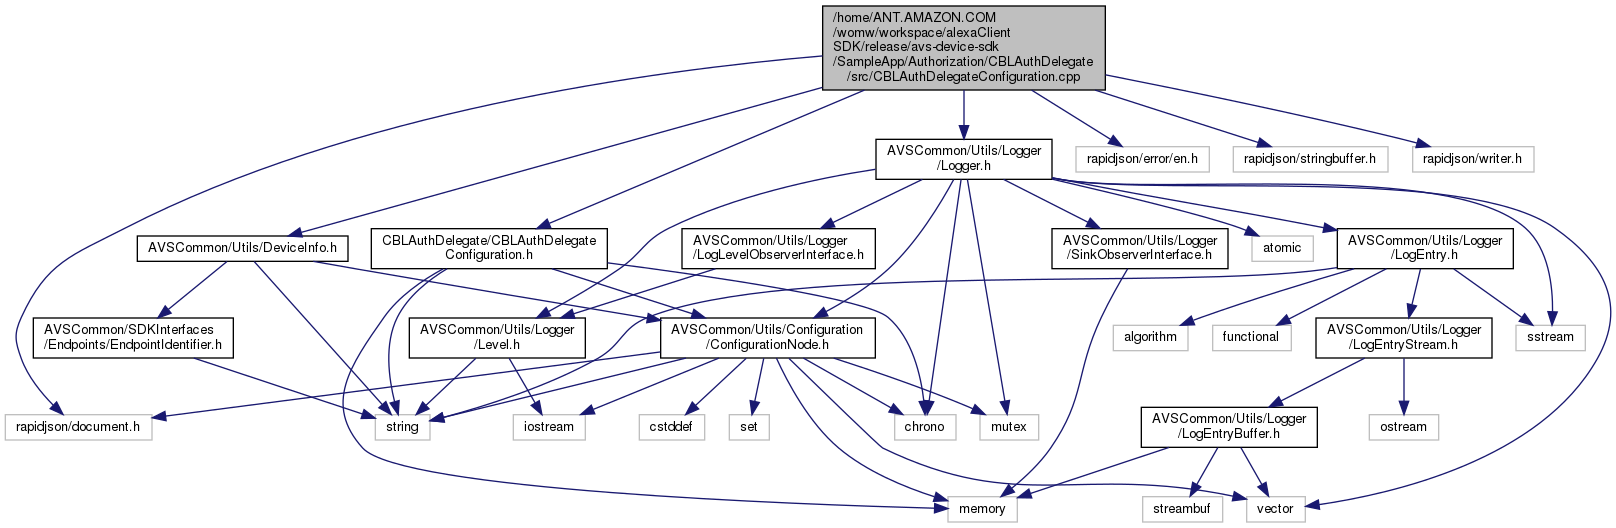 /home/ANT.AMAZON.COM
/womw/workspace/alexaClient
SDK/release/avs-device-sdk
/SampleApp/Authorization/CBLAuthDelegate
/src/CBLAuthDelegateConfiguration.cpp
AVSCommon/Utils/Logger
/Logger.h
rapidjson/error/en.h
rapidjson/stringbuffer.h
rapidjson/writer.h
AVSCommon/Utils/DeviceInfo.h
CBLAuthDelegate/CBLAuthDelegate
Configuration.h
AVSCommon/Utils/Logger
/LogLevelObserverInterface.h
AVSCommon/Utils/Logger
/SinkObserverInterface.h
atomic
AVSCommon/Utils/Logger
/LogEntry.h
AVSCommon/SDKInterfaces
/Endpoints/EndpointIdentifier.h
AVSCommon/Utils/Logger
/Level.h
AVSCommon/Utils/Configuration
/ConfigurationNode.h
algorithm
functional
AVSCommon/Utils/Logger
/LogEntryStream.h
sstream
rapidjson/document.h
string
iostream
cstddef
set
chrono
mutex
AVSCommon/Utils/Logger
/LogEntryBuffer.h
ostream
memory
streambuf
vector